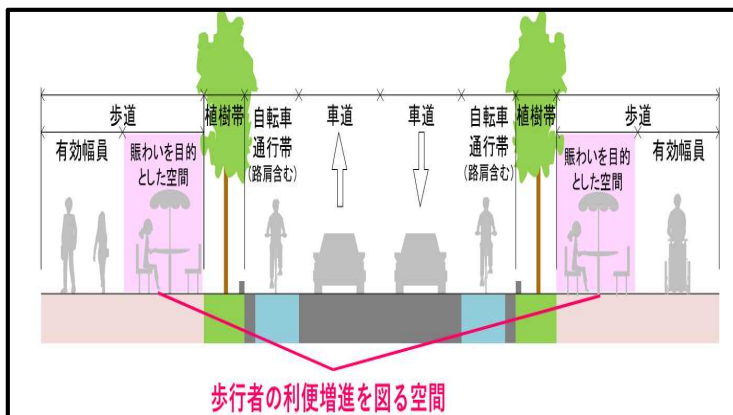 歩道
植樹帯
自転車
通行帯
(路肩含む)
車道
車道
自転車
通行帯
(路肩含む)
植樹帯
歩道
有効幅員
賑わいを目的
とした空間
賑わいを目的
とした空間
有効幅員
歩行者の利便増進を図る空間